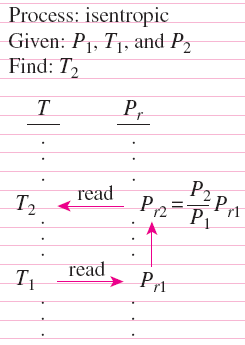 Process: isentropic
Given: P₁, T₁, and P₂
Find: T₂
T Pᵣ
. .
. .
. .
T₂ read Pᵣ₂ = P₂/P₁ Pᵣ₁
. .
. .
. .
T₁ read Pᵣ₁
. .
. .
. .